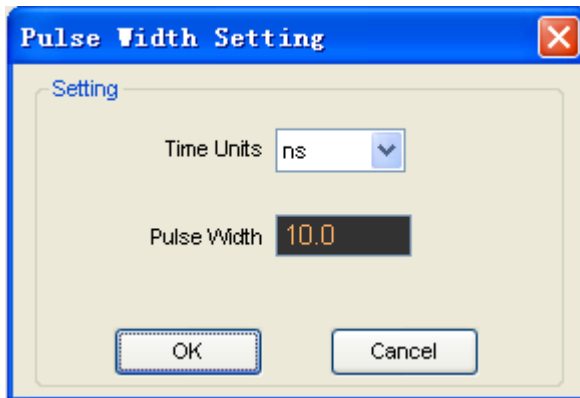 Pulse Width Setting
Setting
Time Units ns
Pulse Width 10.0
OK Cancel